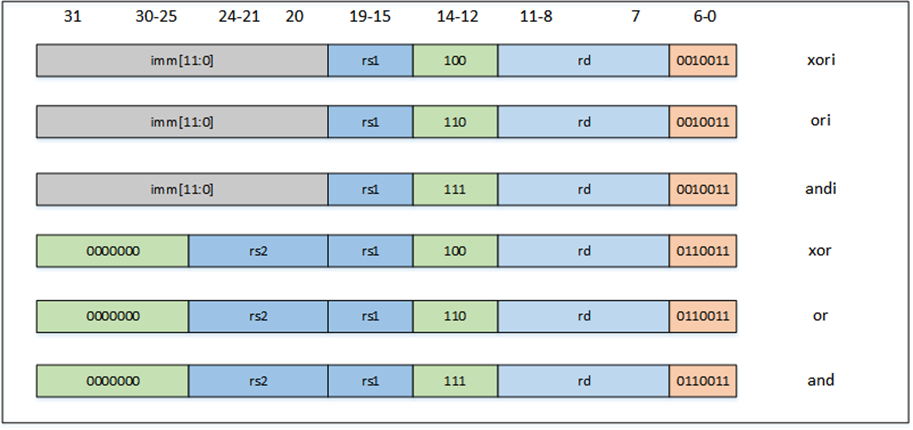 31 30-25 24-21 20 19-15 14-12 11-8 7 6-0
imm[11:0] rs1 100 rd 0010011 xori
imm[11:0] rs1 110 rd 0010011 ori
imm[11:0] rs1 111 rd 0010011 andi
0000000 rs2 rs1 100 rd 0110011 xor
0000000 rs2 rs1 110 rd 0110011 or
0000000 rs2 rs1 111 rd 0110011 and